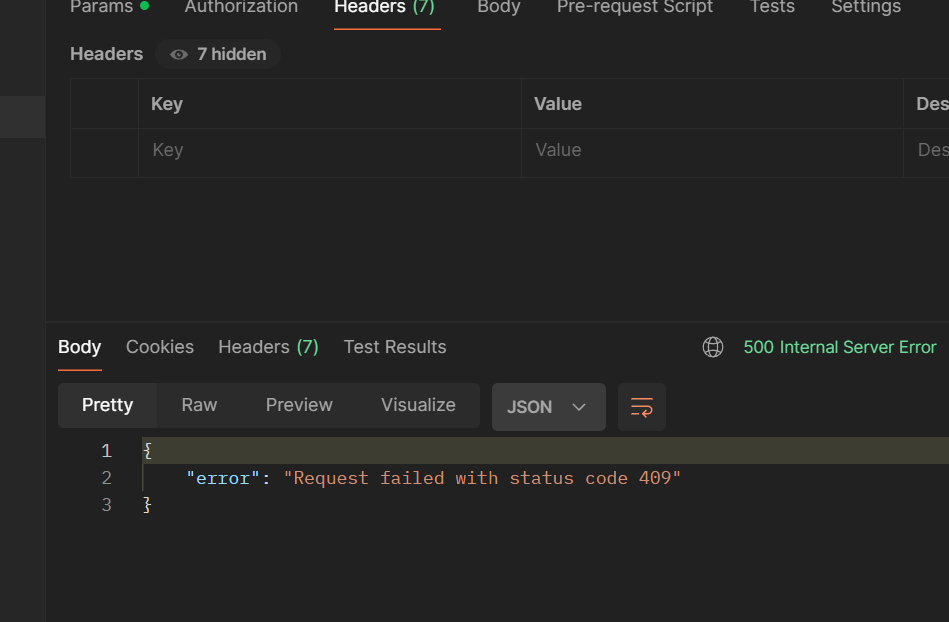 Params Authorization Headers (7) Body Pre-request Script Tests Settings
Headers 7 hidden
Key Value Des
Key Value Des
Body Cookies Headers (7) Test Results 500 Internal Server Error
Pretty Raw Preview Visualize JSON
1 {
2 "error": "Request failed with status code 409"
3 }